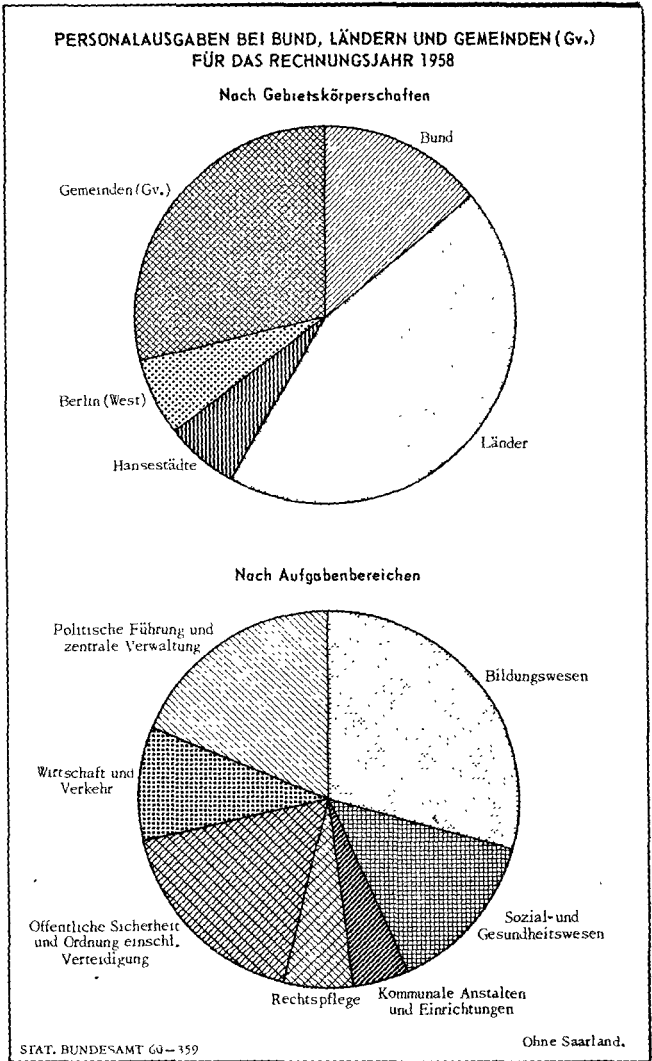 PERSONALAUSGABEN BEI BUND, LÄNDERN UND GEMEINDEN (Gv.)
FÜR DAS RECHNUNGSJAHR 1958
Nach Gebietskörperschaften
Bund
Gemeinden (Gv.)
Berlin (West)
Hansestädte
Länder
Nach Aufgabenbereichen
Politische Führung und
zentrale Verwaltung
Bildungswesen
Wirtschaft und
Verkehr
Sozial- und
Gesundheitswesen
Offentliche Sicherheit
und Ordnung einschl.
Verteidigung
Rechtspflege
Kommunale Anstalten
und Einrichtungen
STAT. BUNDESAMT 60-359
Ohne Saarland.